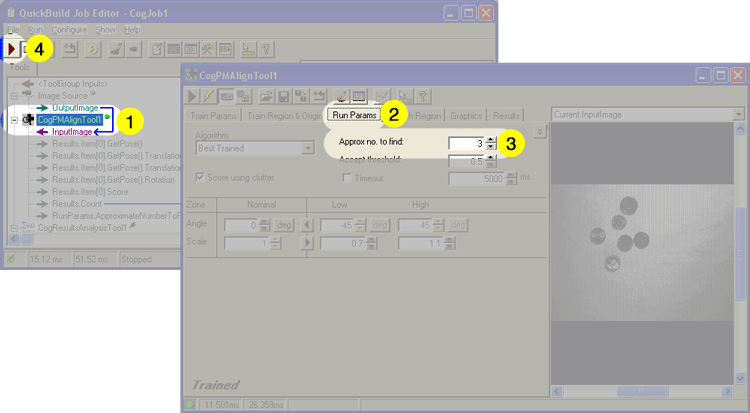 QuickBuild Job Editor - CogJob1
File Run Configure Show Help
4
Tools
<ToolGroup Inputs>
Image Source
OutputImage
CogPMAlignTool1
1
InputImage
Results.Item[0].GetPose()
Results.Item[0].GetPose().Translation
Results.Item[0].GetPose().Translation
Results.Item[0].GetPose().Rotation
Results.Item[0].Score
Results.Count
RunParams.ApproximateNumberToF
CogResultsAnalysisTool1
15.12 ms 51.52 ms Stopped
CogPMAlignTool1
Train Params Train Region & Origin Run Params 2 Region Graphics Results
Current.InputImage
Algorithm
Best Trained
Approx no. to find: 3 3
Accept threshold: 0.5
Score using clutter Timeout: 5000 ms
Zone Nominal Low High
Angle 0 deg -45 deg 45 deg
Scale 1 0.7 1.1
Trained
11.501ms 26.359ms